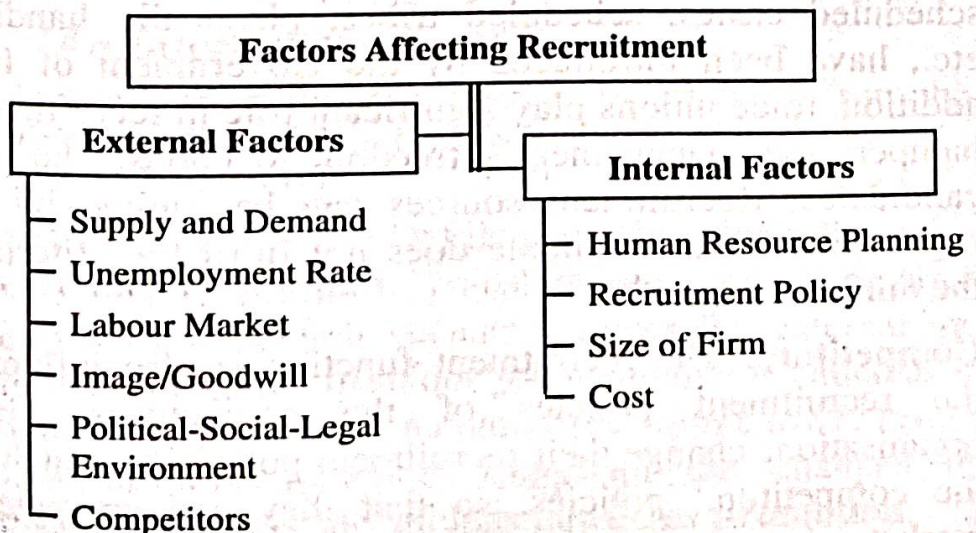 Factors Affecting Recruitment
External Factors
Supply and Demand
Unemployment Rate
Labour Market
Image/Goodwill
Political-Social-Legal
Environment
Competitors
Internal Factors
Human Resource Planning
Recruitment Policy
Size of Firm
Cost